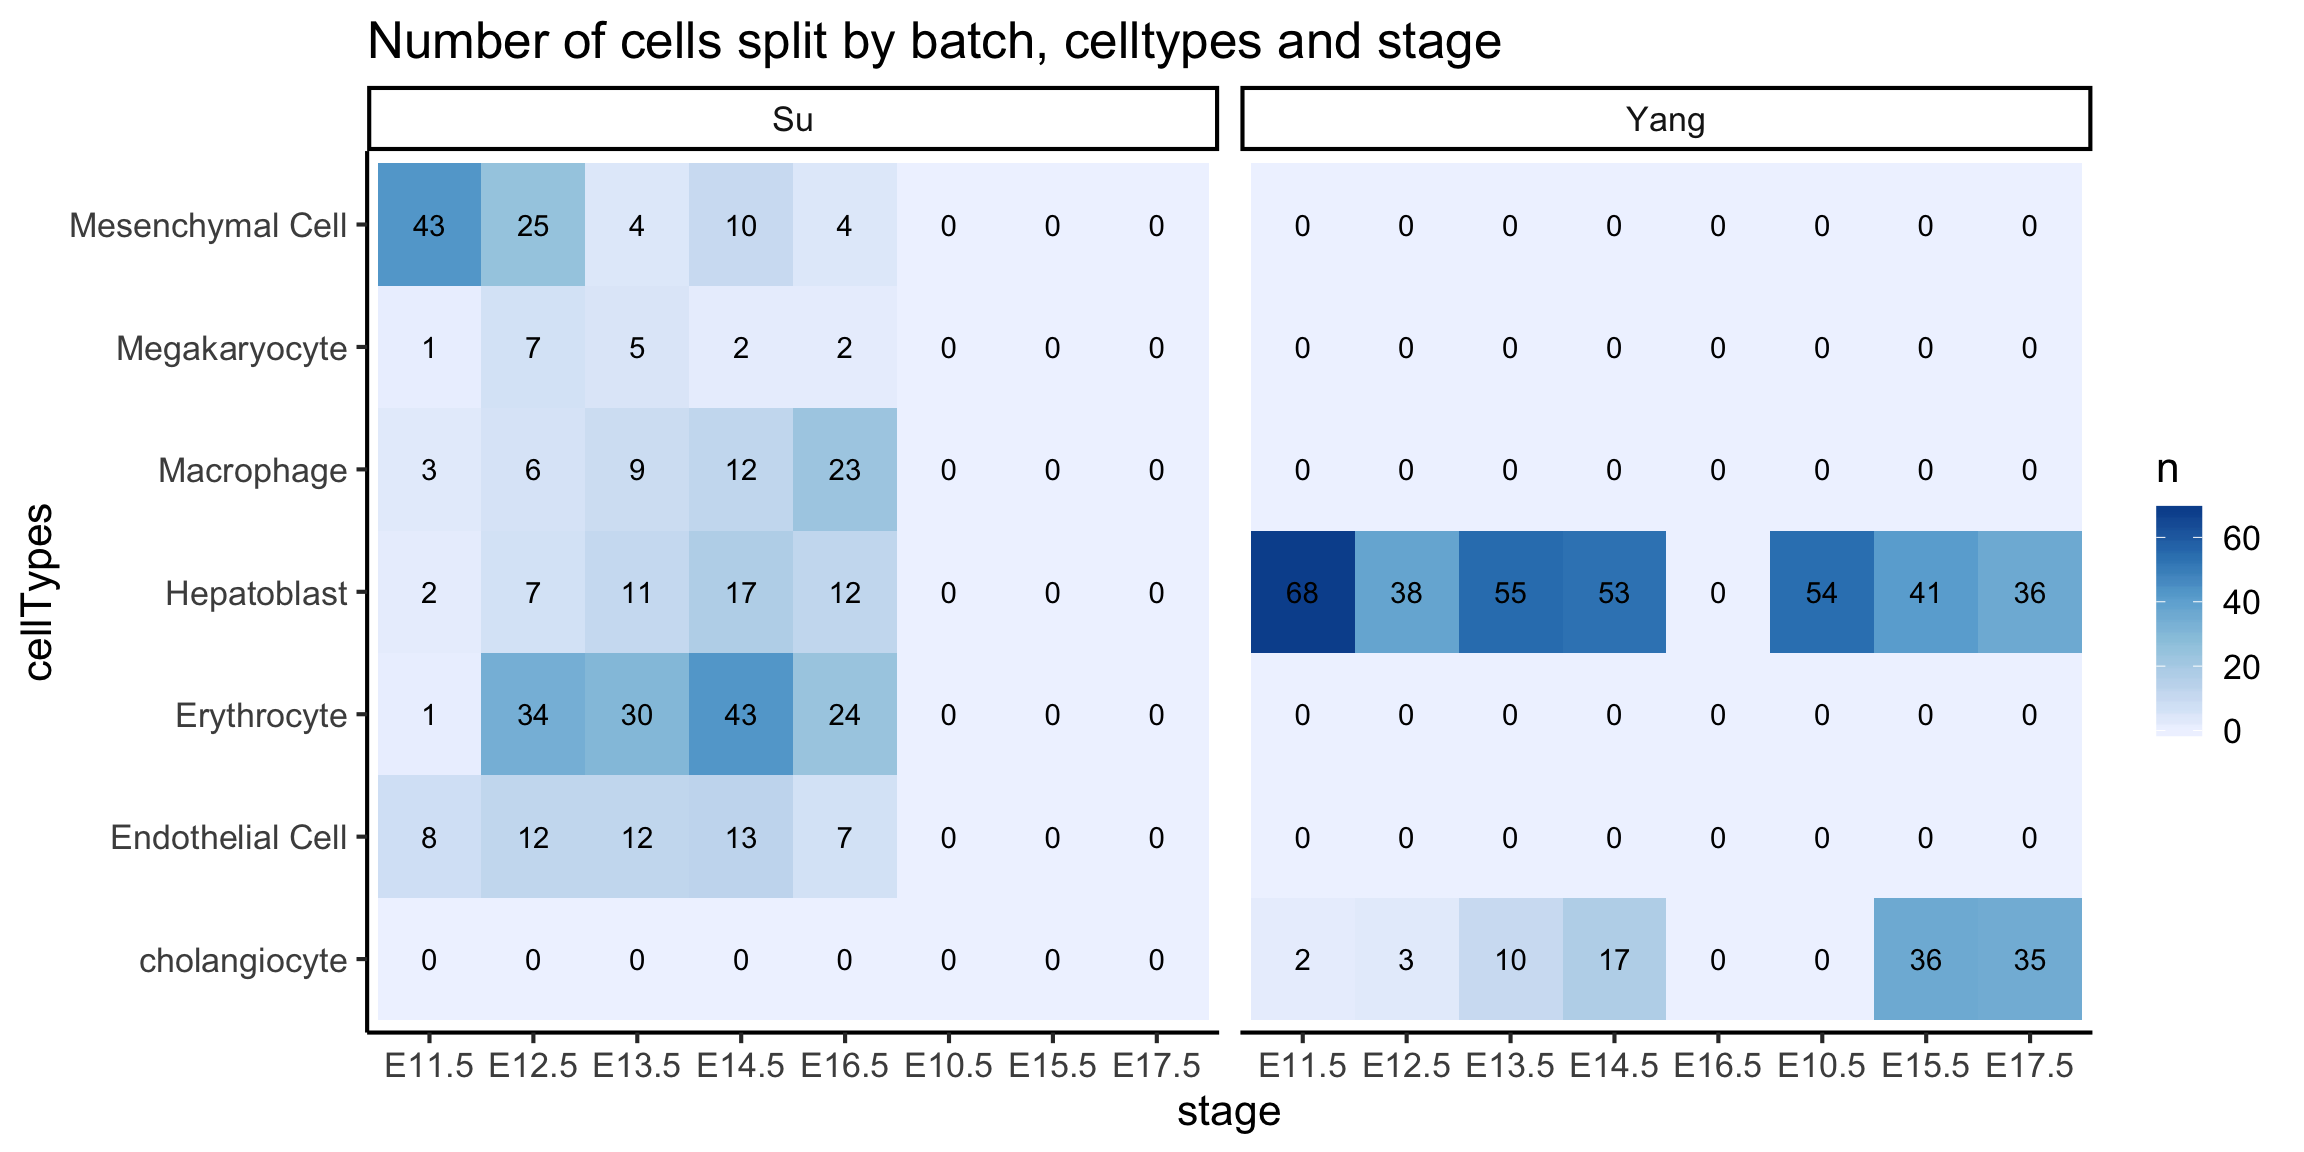 Number of cells split by batch, celltypes and stage
Su Yang
Mesenchymal Cell 43 25 4 10 4 0 0 0 0 0 0 0 0 0 0 0
Megakaryocyte 1 7 5 2 2 0 0 0 0 0 0 0 0 0 0 0
Macrophage 3 6 9 12 23 0 0 0 0 0 0 0 0 0 0 0
Hepatoblast 2 7 11 17 12 0 0 0 68 38 55 53 0 54 41 36
Erythrocyte 1 34 30 43 24 0 0 0 0 0 0 0 0 0 0 0
Endothelial Cell 8 12 12 13 7 0 0 0 0 0 0 0 0 0 0 0
cholangiocyte 0 0 0 0 0 0 0 0 2 3 10 17 0 0 36 35
E11.5 E12.5 E13.5 E14.5 E16.5 E10.5 E15.5 E17.5 E11.5 E12.5 E13.5 E14.5 E16.5 E10.5 E15.5 E17.5
stage
cellTypes
n
60
40
20
0